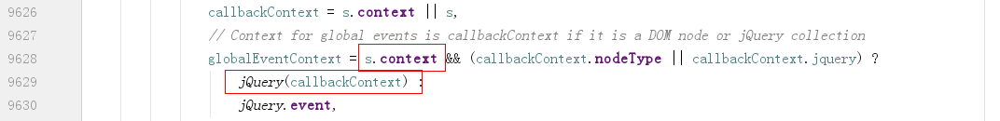 9626 callbackContext = s.context || s,
9627 // Context for global events is callbackContext if it is a DOM node or jQuery collection
9628 globalEventContext = s.context && (callbackContext.nodeType || callbackContext.jquery) ?
9629 jQuery(callbackContext) :
9630 jQuery.event,